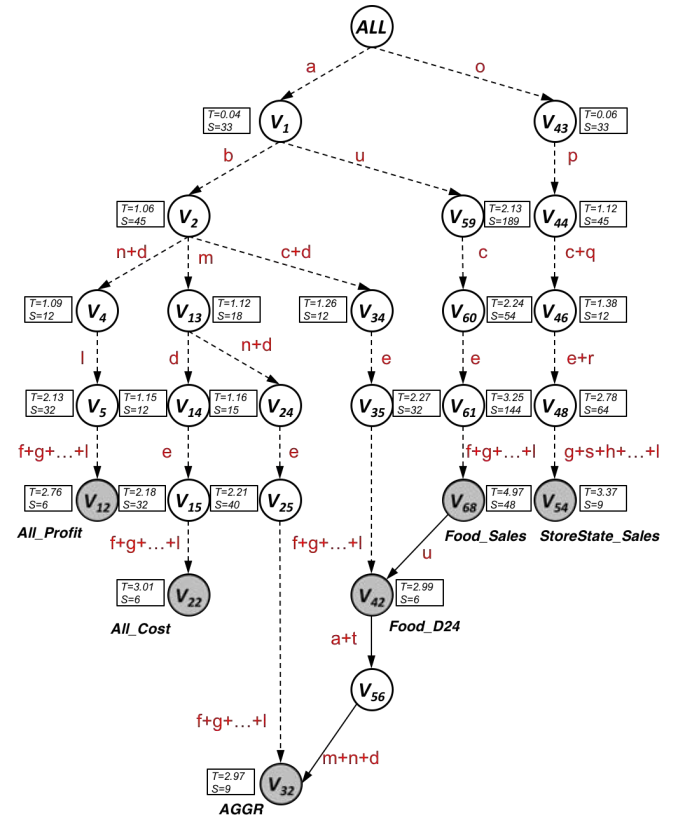 ALL
a
o
T=0.04
S=33
V1
V43
T=0.06
S=33
b
u
p
T=1.06
S=45
V2
V59
T=2.13
S=189
V44
T=1.12
S=45
n+d
m
c+d
c
c+q
T=1.09
S=12
V4
V13
T=1.12
S=18
T=1.26
S=12
V34
V60
T=2.24
S=54
V46
T=1.38
S=12
l
d
n+d
e
e
e+r
T=2.13
S=32
V5
T=1.15
S=12
V14
T=1.16
S=15
V24
V35
T=2.27
S=32
V61
T=3.25
S=144
V48
T=2.78
S=64
f+g+...+l
e
e
f+g+...+l
g+s+h+...+l
T=2.76
S=6
V12
T=2.18
S=32
V15
T=2.21
S=40
V25
V68
T=4.97
S=48
V54
T=3.37
S=9
All_Profit
Food_Sales
StoreState_Sales
f+g+...+l
f+g+...+l
u
T=3.01
S=6
V22
V42
T=2.99
S=6
All_Cost
Food_D24
a+t
V56
f+g+...+l
m+n+d
T=2.97
S=9
V32
AGGR